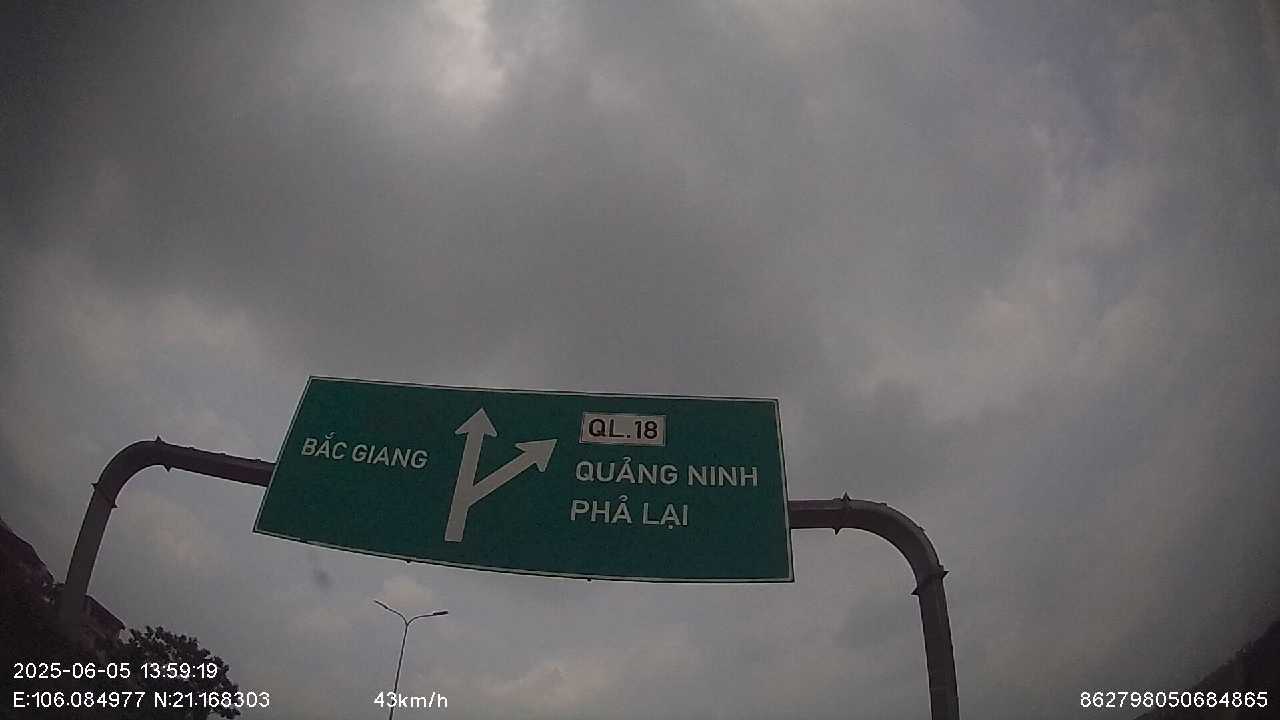 BẮC GIANG
QL.18
QUẢNG NINH
PHẢ LẠI
2025-06-05 13:59:19
E:106.084977 N:21.168303
43km/h
862798050684865